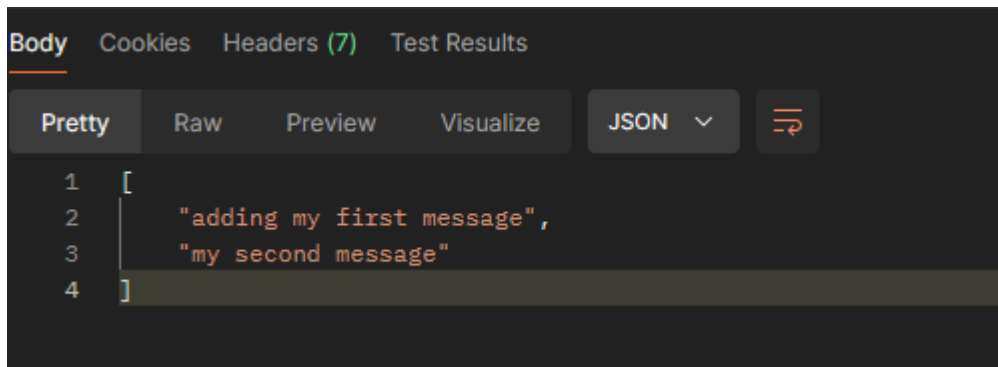 Body Cookies Headers (7) Test Results
Pretty Raw Preview Visualize JSON
1 [
2 "adding my first message",
3 "my second message"
4 ]